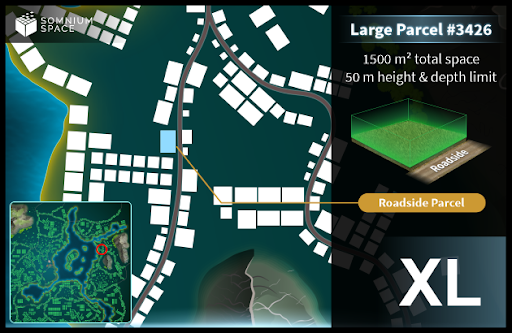 SOMNIUM
SPACE
Large Parcel #3426
1500 m² total space
50 m height & depth limit
Roadside
Roadside Parcel
XL